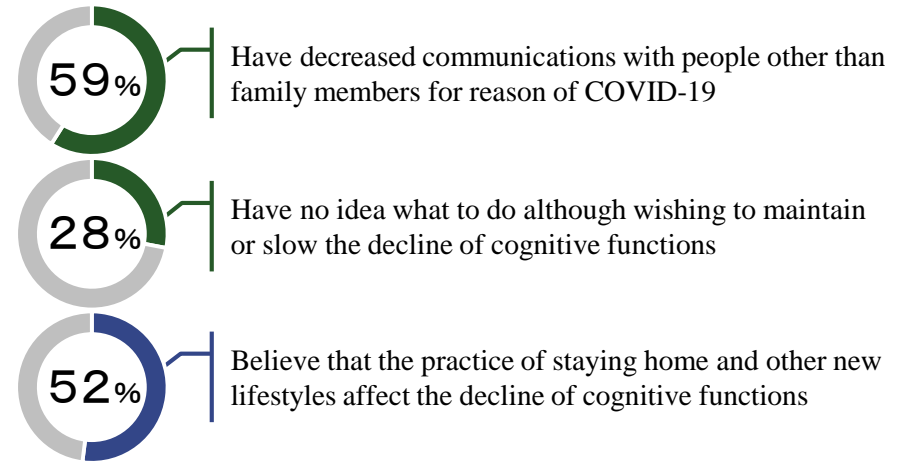 59%
Have decreased communications with people other than
family members for reason of COVID-19
28%
Have no idea what to do although wishing to maintain
or slow the decline of cognitive functions
52%
Believe that the practice of staying home and other new
lifestyles affect the decline of cognitive functions